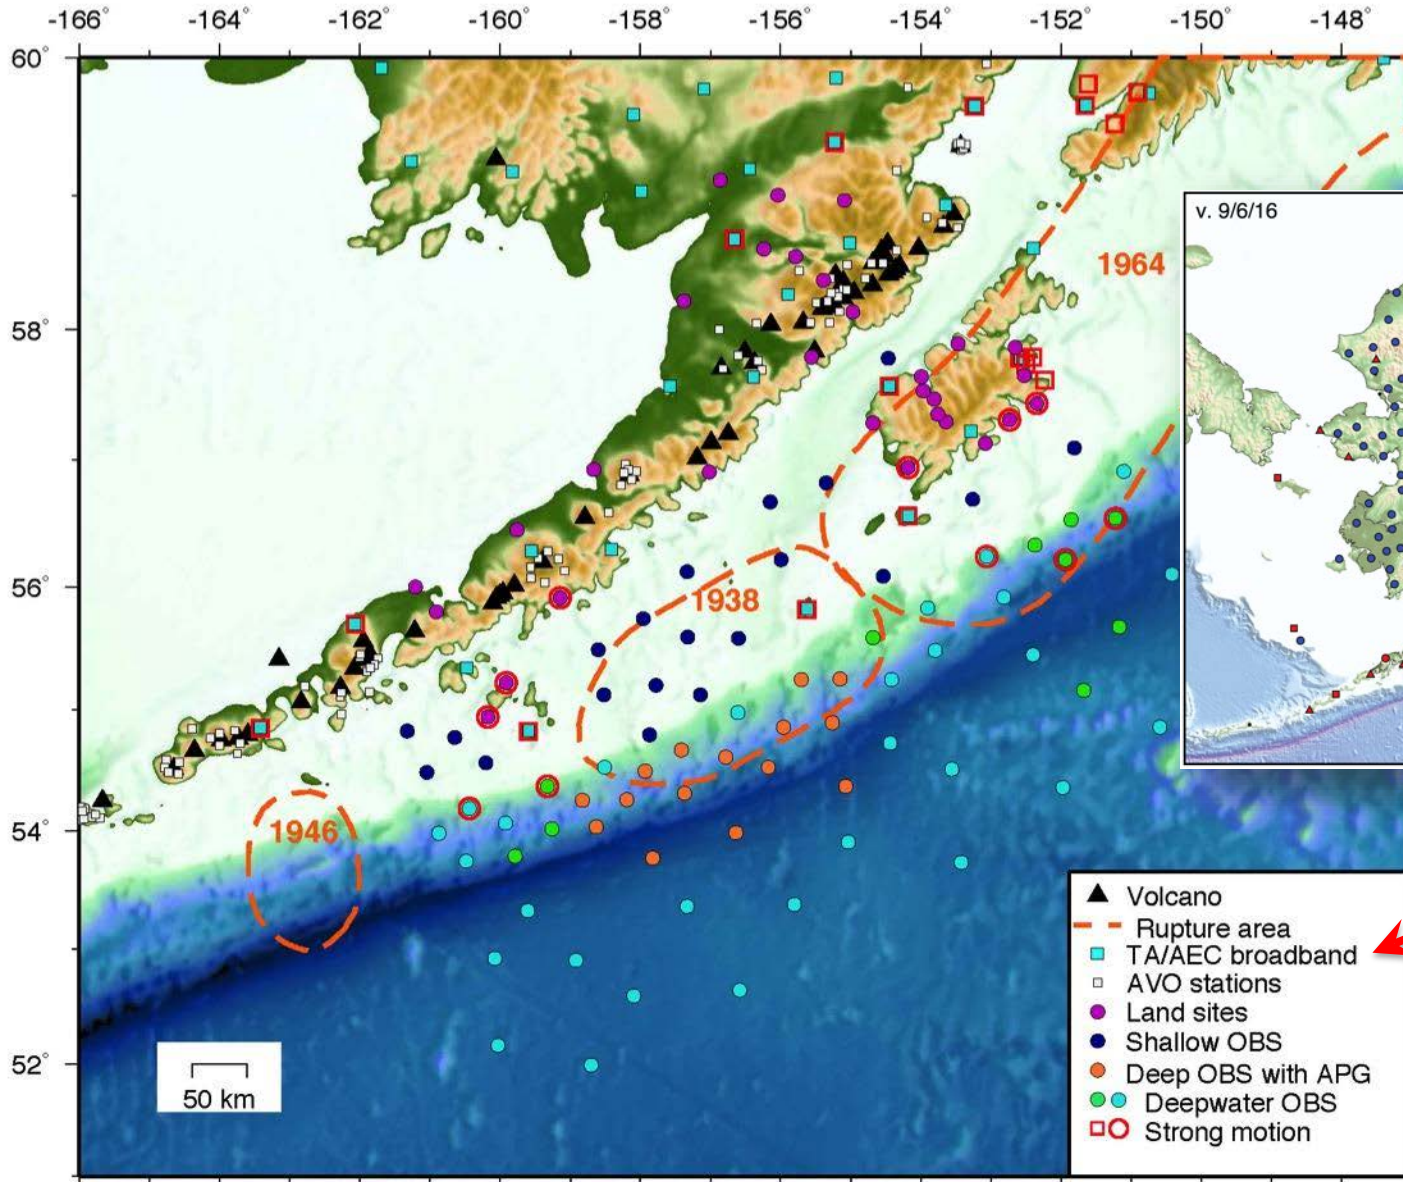 -166° -164° -162° -160° -158° -156° -154° -152° -150° -148°
60°
58°
56°
54°
52°
1964
v. 9/6/16
1938
1946
50 km
Volcano
Rupture area
TA/AEC broadband
AVO stations
Land sites
Shallow OBS
Deep OBS with APG
Deepwater OBS
Strong motion